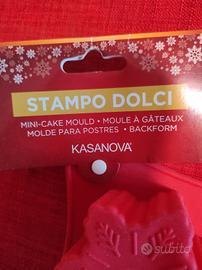 STAMPO DOLCI
MINI-CAKE MOULD • MOULE À GÂTEAUX
MOLDE PARA POSTRES • BACKFORM
KASANOVA®
subito